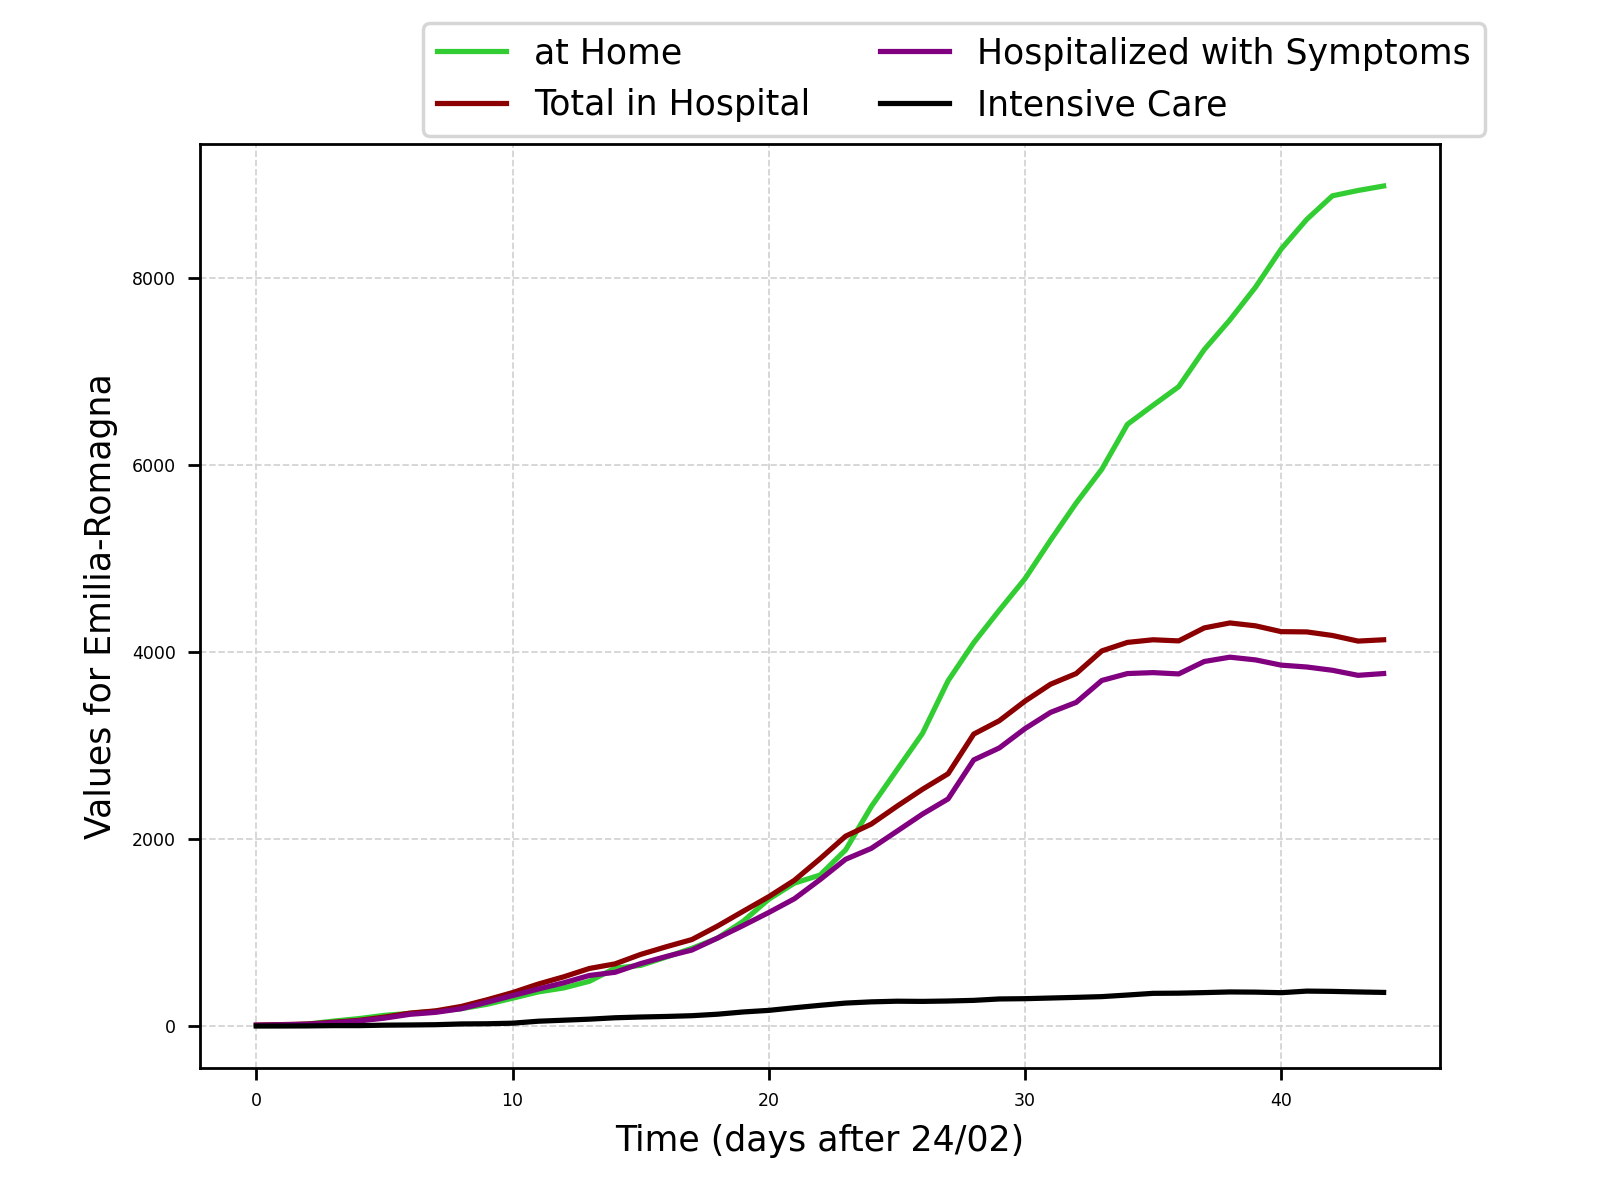 at Home
Total in Hospital
Hospitalized with Symptoms
Intensive Care
Values for Emilia-Romagna
8000
6000
4000
2000
0
0 10 20 30 40
Time (days after 24/02)